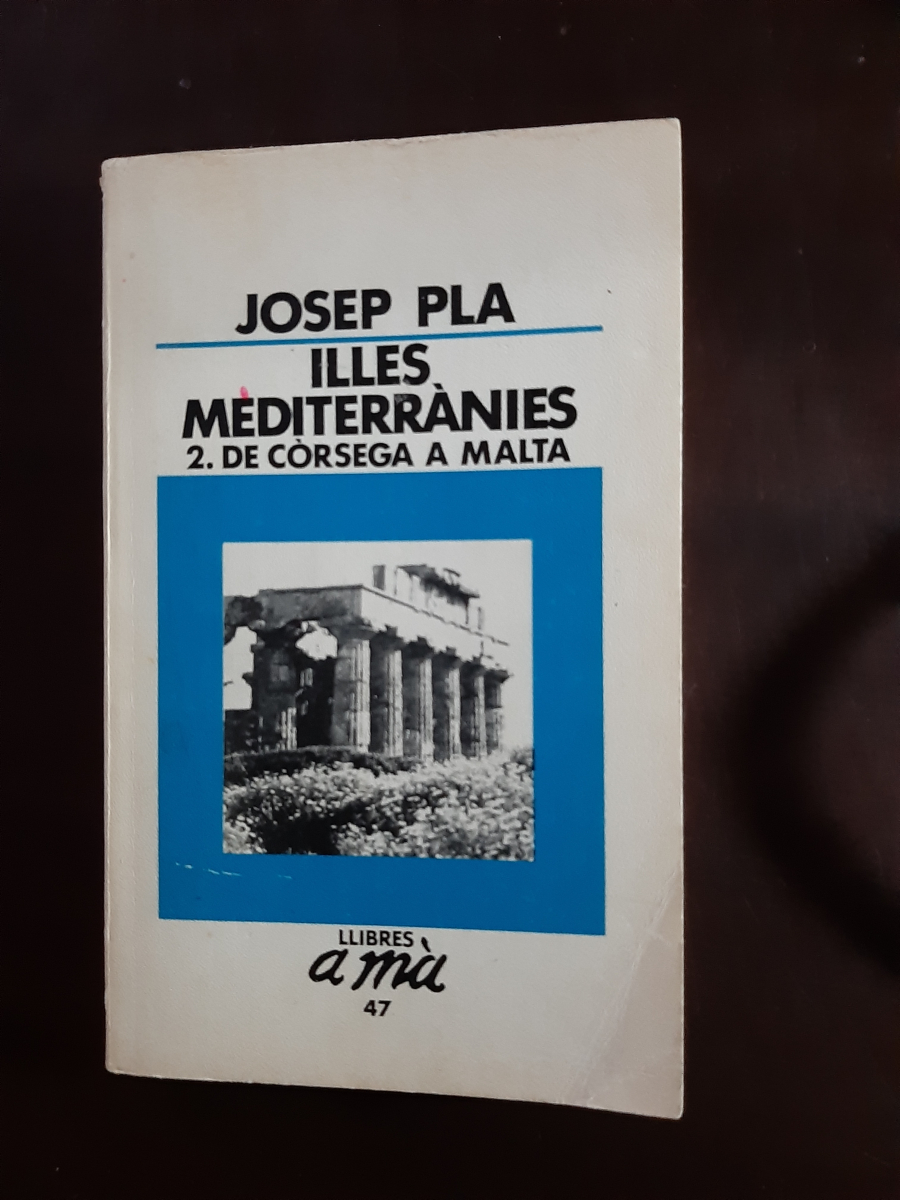 JOSEP PLA
ILLES
MEDITERRÀNIES
2. DE CÒRSEGA A MALTA
LLIBRES
a mà
47